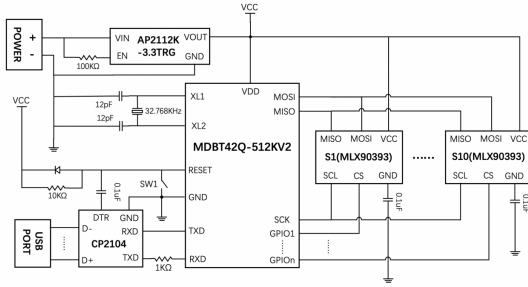 VCC
POWER
+
-
VIN
VOUT
AP2112K
-3.3TRG
EN
GND
100KΩ
VDD
12pF
32.768KHz
12pF
XL1
XL2
MOSI
MISO
MDBT42Q-512KV2
MISO MOSI VCC
S1(MLX90393)
SCL CS GND
......
MISO MOSI VCC
S10(MLX90393)
SCL CS GND
0.1uF
0.1uF
VCC
10KΩ
0.1uF
SW1
RESET
GND
TXD
RXD
SCK
GPIO1
GPIOn
USB
PORT
D-
D+
DTR GND
RXD
CP2104
TXD
1KΩ